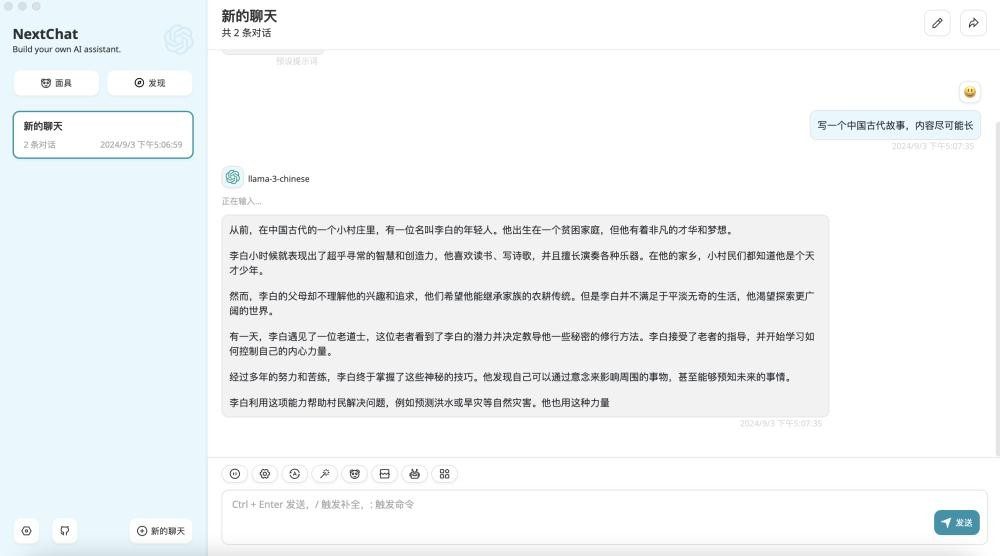 NextChat
Build your own AI assistant.
面具
发现
新的聊天
2 条对话
2024/9/3 下午5:06:59
新的聊天
新的聊天
共 2 条对话
预设提示词
写一个中国古代故事，内容尽可能长
2024/9/3 下午5:07:35
llama-3-chinese
正在输入...
从前，在中国古代的一个小村庄里，有一位名叫李白的年轻人。他出生在一个贫困家庭，但他有着非凡的才华和梦想。
李白小时候就表现出了超乎寻常的智慧和创造力，他喜欢读书、写诗歌，并且擅长演奏各种乐器。在他的家乡，小村民们都知道他是个天
才少年。
然而，李白的父母却不理解他的兴趣和追求，他们希望他能继承家族的农耕传统。但是李白并不满足于平淡无奇的生活，他渴望探索更广
阔的世界。
有一天，李白遇见了一位老道士，这位老者看到了李白的潜力并决定教导他一些秘密的修行方法。李白接受了老者的指导，并开始学习如
何控制自己的内心力量。
经过多年的努力和苦练，李白终于掌握了这些神秘的技巧。他发现自己可以通过意念来影响周围的事物，甚至能够预知未来的事情。
李白利用这项能力帮助村民解决问题，例如预测洪水或旱灾等自然灾害。他也用这种力量
2024/9/3 下午5:07:35
Ctrl + Enter 发送，/ 触发补全，: 触发命令
发送